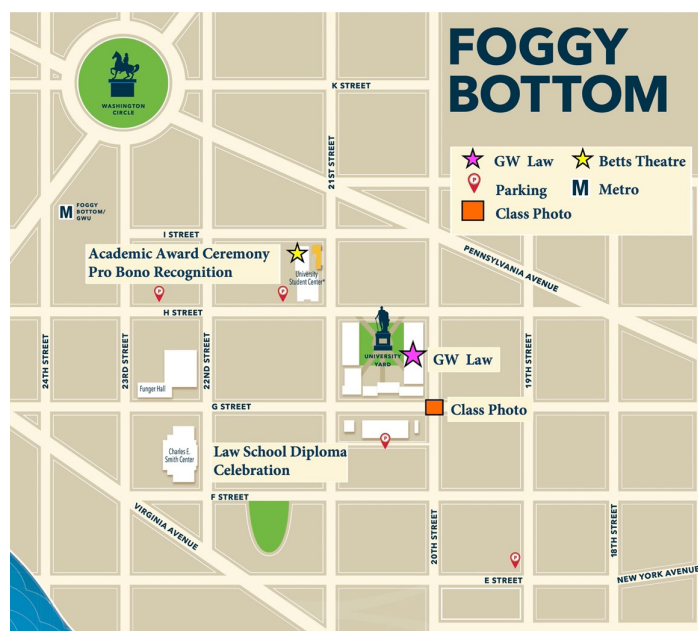 FOGGY
BOTTOM
WASHINGTON
CIRCLE
K STREET
21ST STREET
GW Law
Betts Theatre
P
Parking
M
Metro
Class Photo
M
FOGGY
BOTTOM/
GWU
I STREET
PENNSYLVANIA AVENUE
Academic Award Ceremony
Pro Bono Recognition
University
Student Center*
P
P
H STREET
24TH STREET
23RD STREET
22ND STREET
19TH STREET
UNIVERSITY
YARD
GW Law
Funger Hall
G STREET
Class Photo
P
Charles E.
Smith Center
Law School Diploma
Celebration
F STREET
VIRGINIA AVENUE
20TH STREET
18TH STREET
P
E STREET
NEW YORK AVENUE